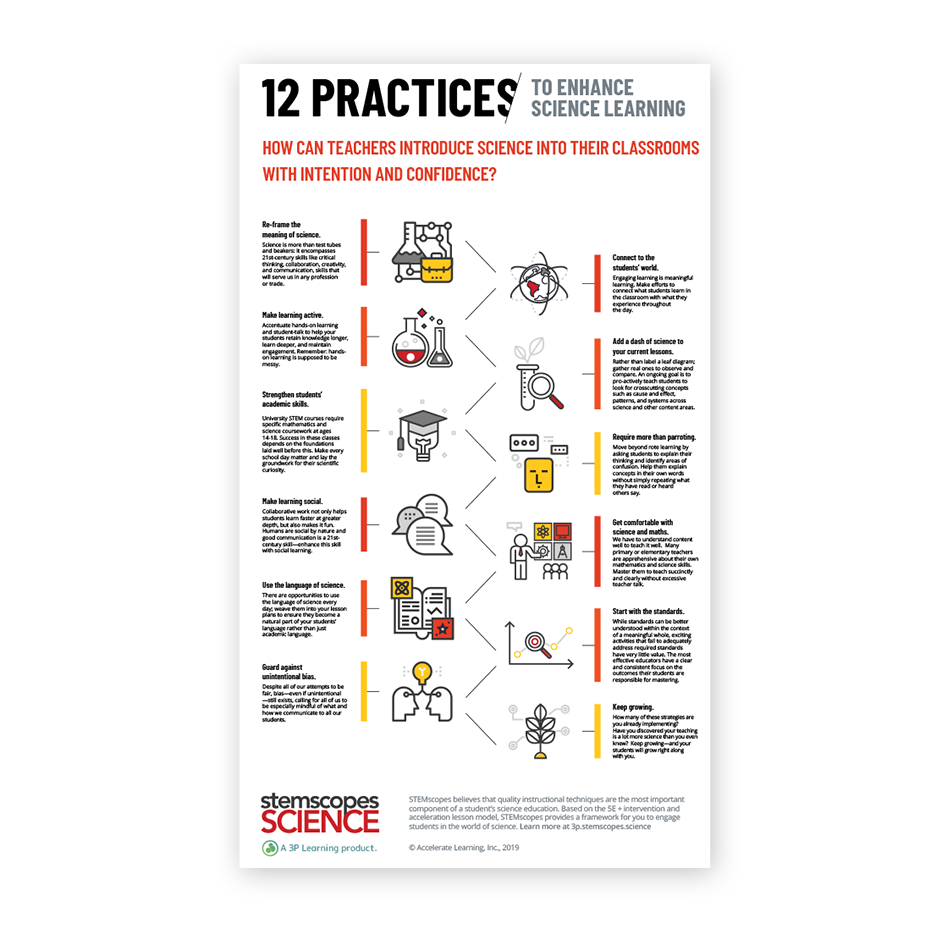 12 PRACTICES
TO ENHANCE
SCIENCE LEARNING
HOW CAN TEACHERS INTRODUCE SCIENCE INTO THEIR CLASSROOMS
WITH INTENTION AND CONFIDENCE?
Re-frame the
meaning of science.
Science is more than test tubes
and beakers: it encompasses
21st-century skills like critical
thinking, collaboration, creativity,
and communication, skills that
will serve us in any profession
or trade.
Connect to the
students' world.
Engaging learning is meaningful
learning. Make efforts to
connect what students learn in
the classroom with what they
experience throughout
the day.
Make learning active.
Accentuate hands-on learning
and student-talk to help your
students retain knowledge longer,
learn deeper, and maintain
engagement. Remember: hands-
on learning is supposed to be
messy.
Add a dash of science to
your current lessons.
Rather than label a leaf diagram;
gather real ones to observe and
compare. An ongoing goal is to
pro-actively teach students to
look for crosscutting concepts
such as cause and effect,
patterns, and systems across
science and other content areas.
Strengthen students'
academic skills.
University STEM courses require
specific mathematics and
science coursework at ages
14-18. Success in these classes
depends on the foundations
laid well before this. Make every
school day matter and lay the
groundwork for their scientific
curiosity.
Require more than parroting.
Move beyond rote learning by
asking students to explain their
thinking and identify areas of
confusion. Help them explain
concepts in their own words
without simply repeating what
they have read or heard
others say.
Make learning social.
Collaborative work not only helps
students learn faster at greater
depth, but also makes it fun.
Humans are social by nature and
good communication is a 21st-
century skill—enhance this skill
with social learning.
Get comfortable with
science and maths.
We have to understand content
well to teach it well. Many
primary or elementary teachers
are apprehensive about their own
mathematics and science skills.
Master them to teach succinctly
and clearly without excessive
teacher talk.
Use the language of science.
There are opportunities to use
the language of science every
day; weave them into your lesson
plans to ensure they become a
natural part of your students'
language rather than just
academic language.
Start with the standards.
While standards can be better
understood within the context
of a meaningful whole, exciting
activities that fail to adequately
address required standards
have very little value. The most
effective educators have a clear
and consistent focus on the
outcomes their students are
responsible for mastering.
Guard against
unintentional bias.
Despite all of our attempts to be
fair, bias—even if unintentional
—still exists, calling for all of us to
be especially mindful of what and
how we communicate to all our
students.
Keep growing.
How many of these strategies are
you already implementing?
Have you discovered your teaching
is a lot more science than you even
knew? Keep growing—and your
students will grow right along
with you.
stemscopes
SCIENCE
A 3P Learning product.
STEMscopes believes that quality instructional techniques are the most important
component of a student's science education. Based on the 5E + intervention and
acceleration lesson model, STEMscopes provides a framework for you to engage
students in the world of science. Learn more at 3p.stemscopes.science
© Accelerate Learning, Inc., 2019